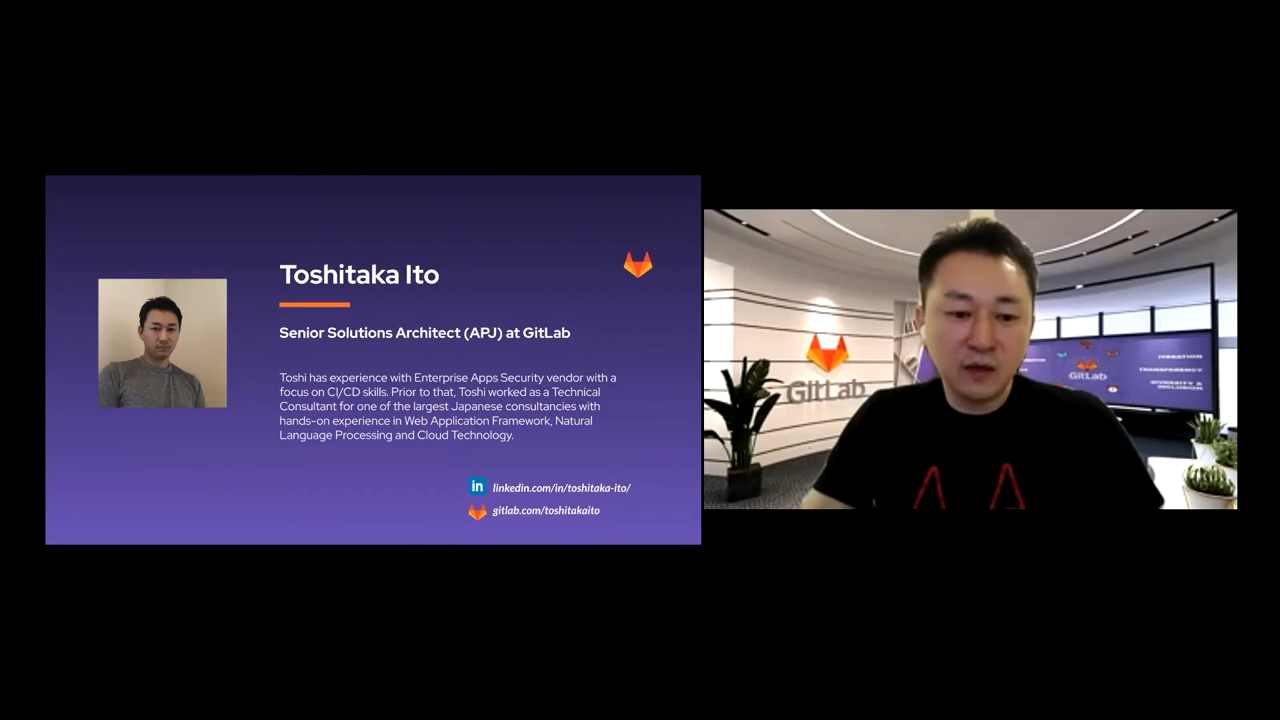 Toshitaka Ito
Senior Solutions Architect (APJ) at GitLab
Toshi has experience with Enterprise Apps Security vendor with a
focus on CI/CD skills. Prior to that, Toshi worked as a Technical
Consultant for one of the largest Japanese consultancies with
hands-on experience in Web Application Framework, Natural
Language Processing and Cloud Technology.
in
linkedin.com/in/toshitaka-ito/
gitlab.com/toshitakaito
GitLab
GitLab
ITERATION
TRANSPARENCY
DIVERSITY &
INCLUSION